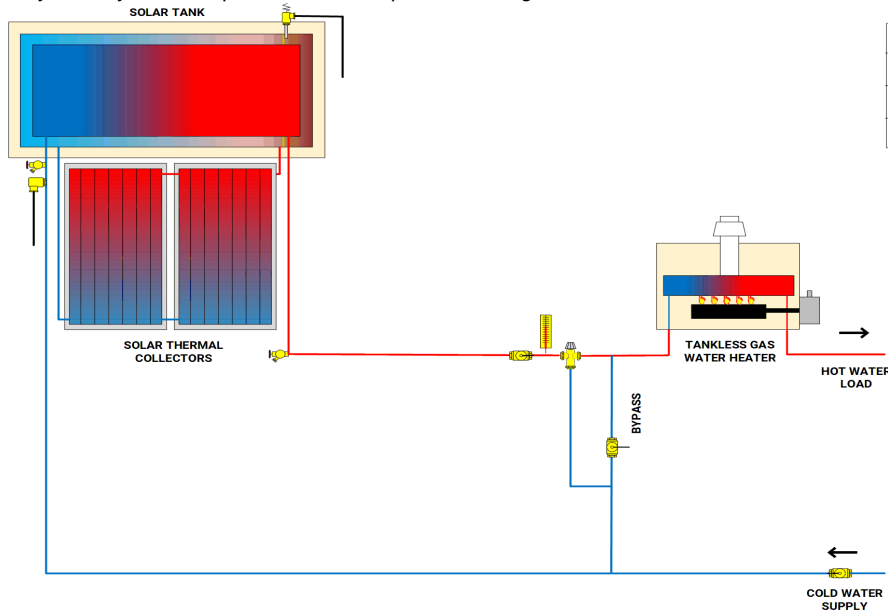 SOLAR TANK
SOLAR THERMAL
COLLECTORS
TANKLESS GAS
WATER HEATER
HOT WATER
LOAD
BYPASS
COLD WATER
SUPPLY